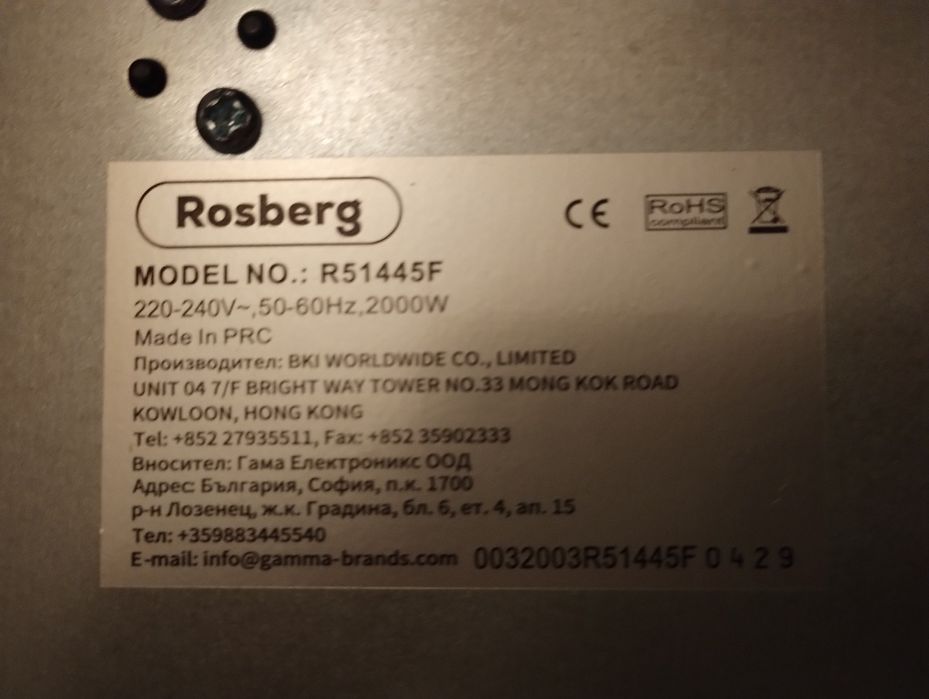 Rosberg
CE
RoHS
compliant
MODEL NO.: R51445F
220-240V~,50-60Hz,2000W
Made In PRC
Производител: BKI WORLDWIDE CO., LIMITED
UNIT 04 7/F BRIGHT WAY TOWER NO.33 MONG KOK ROAD
KOWLOON, HONG KONG
Tel: +852 27935511, Fax: +852 35902333
Вносител: Гама Електроникс ООД
Адрес: България, София, п.к. 1700
р-н Лозенец, ж.к. Градина, бл. 6, ет. 4, ап. 15
Тел: +359883445540
E-mail: info@gamma-brands.com 0032003R51445F 0 4 2 9